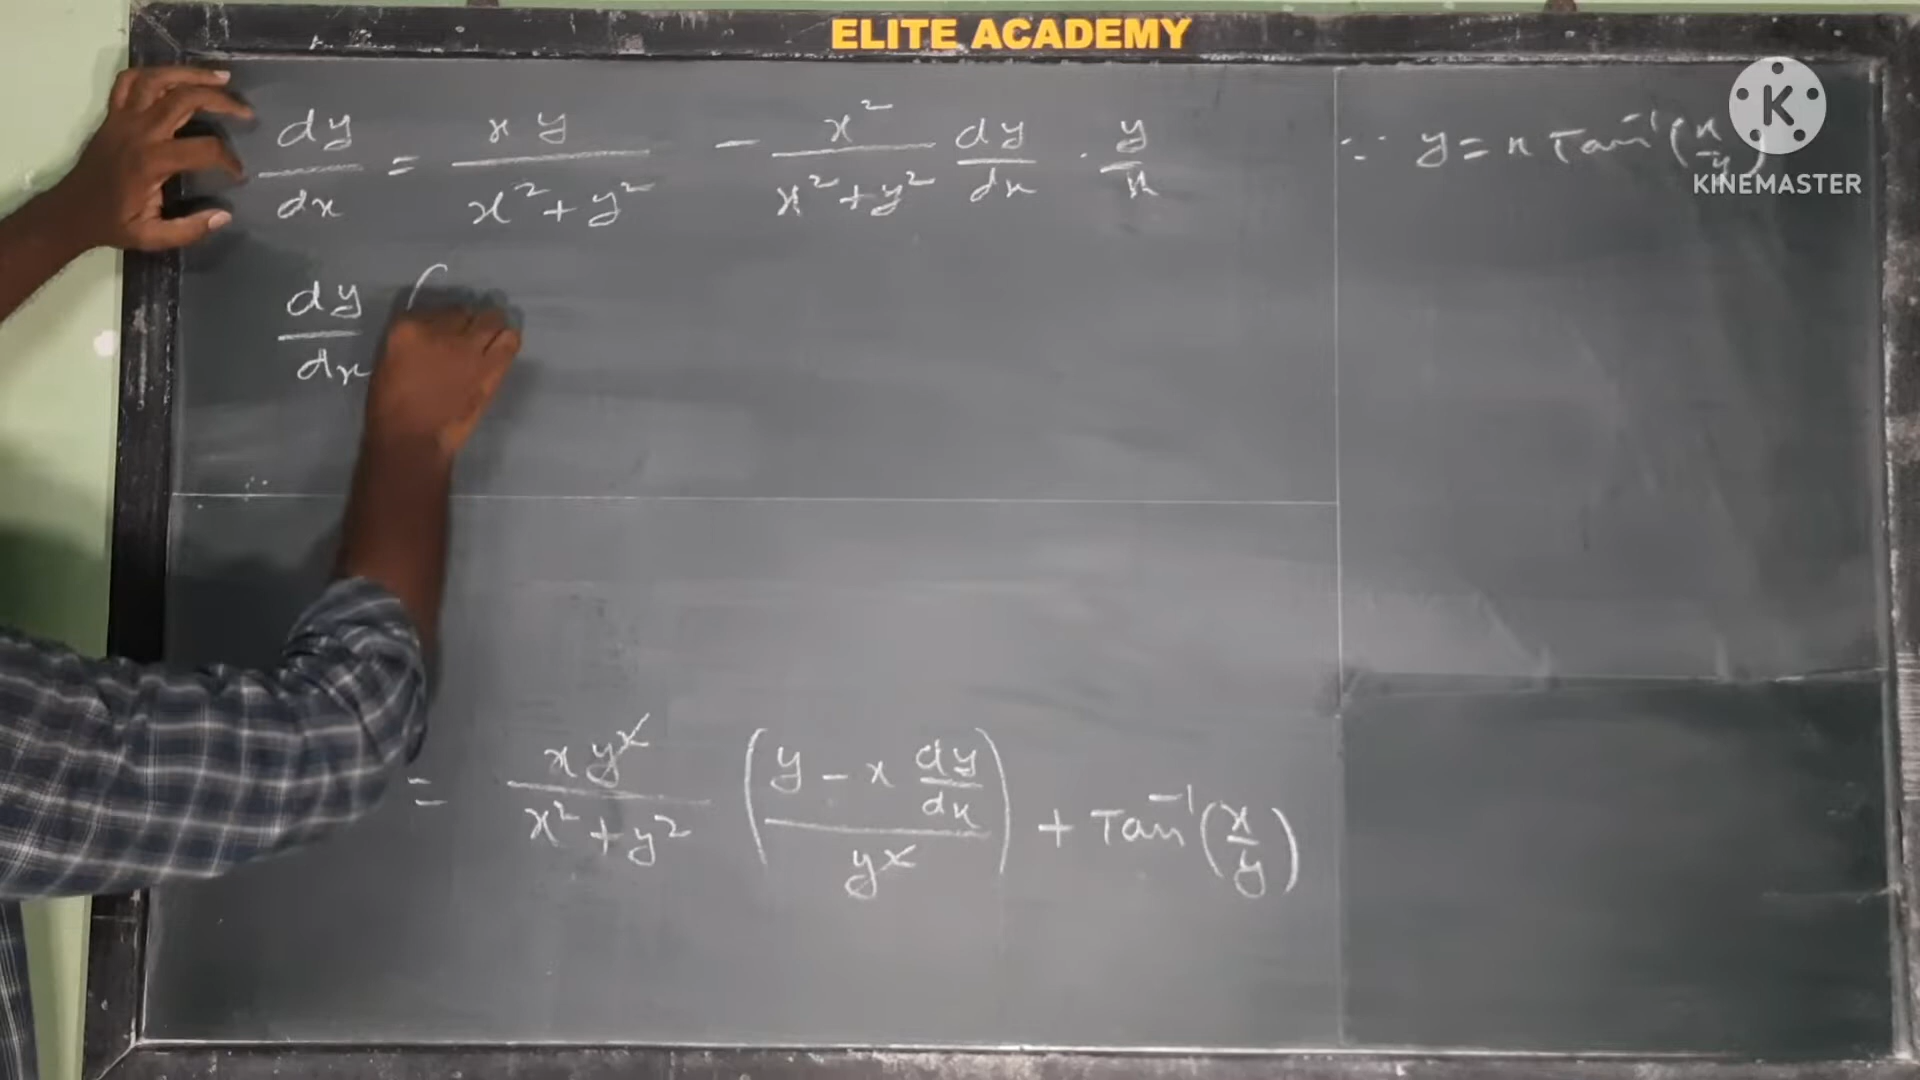 ELITE ACADEMY
dy/dx = xy/(x²+y²) - x²/(x²+y²) dy/dx · y/x
∵ y = x Tan⁻¹(x/y)
KINEMASTER
dy/dx (
= xy²/(x²+y²) ((y - x dy/dx)/y²) + Tan⁻¹(x/y)